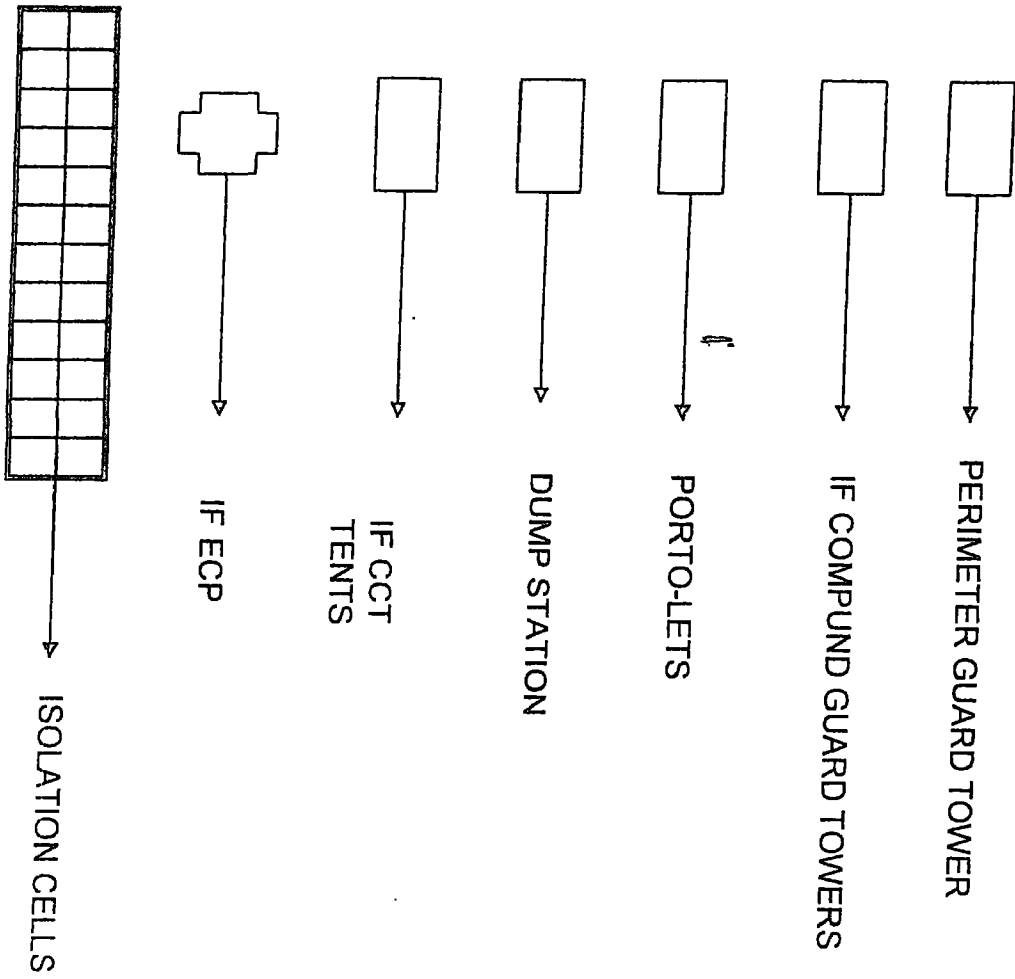 PERIMETER GUARD TOWER
IF COMPUND GUARD TOWERS
PORTO-LETS
DUMP STATION
IF CCT
TENTS
IF ECP
ISOLATION CELLS